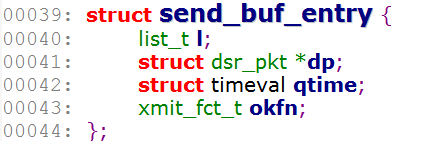 00039: struct send_buf_entry {
00040:     list_t l;
00041:     struct dsr_pkt *dp;
00042:     struct timeval qtime;
00043:     xmit_fct_t okfn;
00044: };